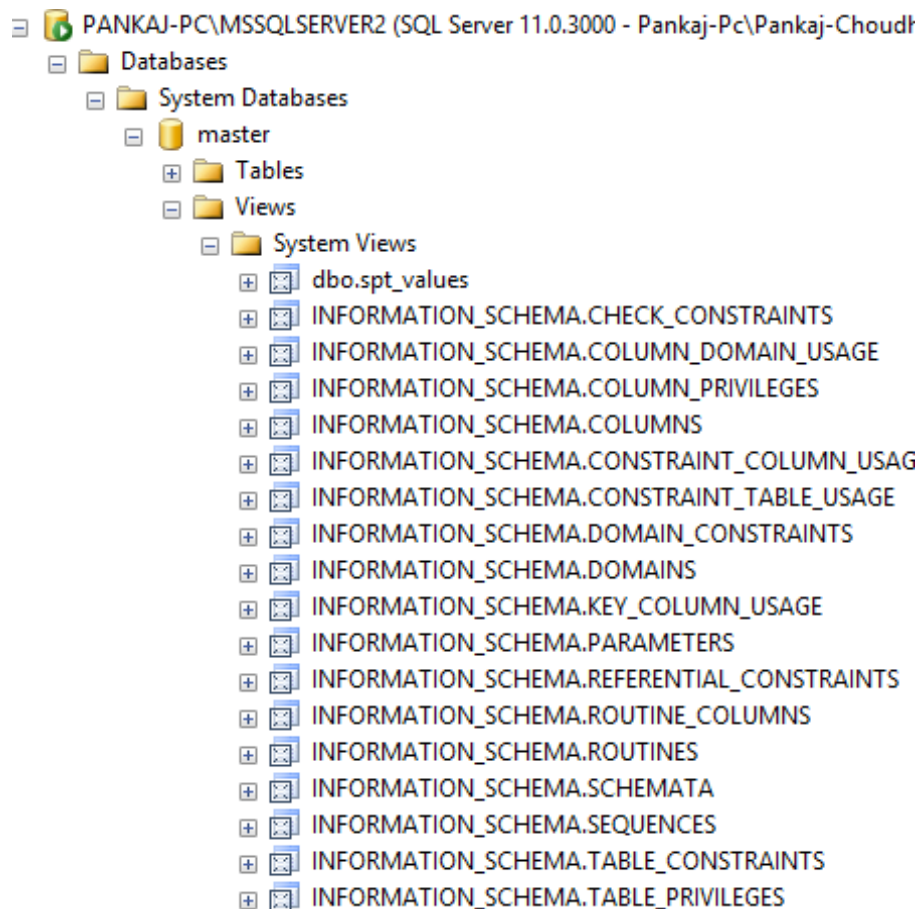 PANKAJ-PC\MSSQLSERVER2 (SQL Server 11.0.3000 - Pankaj-Pc\Pankaj-Choudh
Databases
System Databases
master
Tables
Views
System Views
dbo.spt_values
INFORMATION_SCHEMA.CHECK_CONSTRAINTS
INFORMATION_SCHEMA.COLUMN_DOMAIN_USAGE
INFORMATION_SCHEMA.COLUMN_PRIVILEGES
INFORMATION_SCHEMA.COLUMNS
INFORMATION_SCHEMA.CONSTRAINT_COLUMN_USAG
INFORMATION_SCHEMA.CONSTRAINT_TABLE_USAGE
INFORMATION_SCHEMA.DOMAIN_CONSTRAINTS
INFORMATION_SCHEMA.DOMAINS
INFORMATION_SCHEMA.KEY_COLUMN_USAGE
INFORMATION_SCHEMA.PARAMETERS
INFORMATION_SCHEMA.REFERENTIAL_CONSTRAINTS
INFORMATION_SCHEMA.ROUTINE_COLUMNS
INFORMATION_SCHEMA.ROUTINES
INFORMATION_SCHEMA.SCHEMATA
INFORMATION_SCHEMA.SEQUENCES
INFORMATION_SCHEMA.TABLE_CONSTRAINTS
INFORMATION_SCHEMA.TABLE_PRIVILEGES